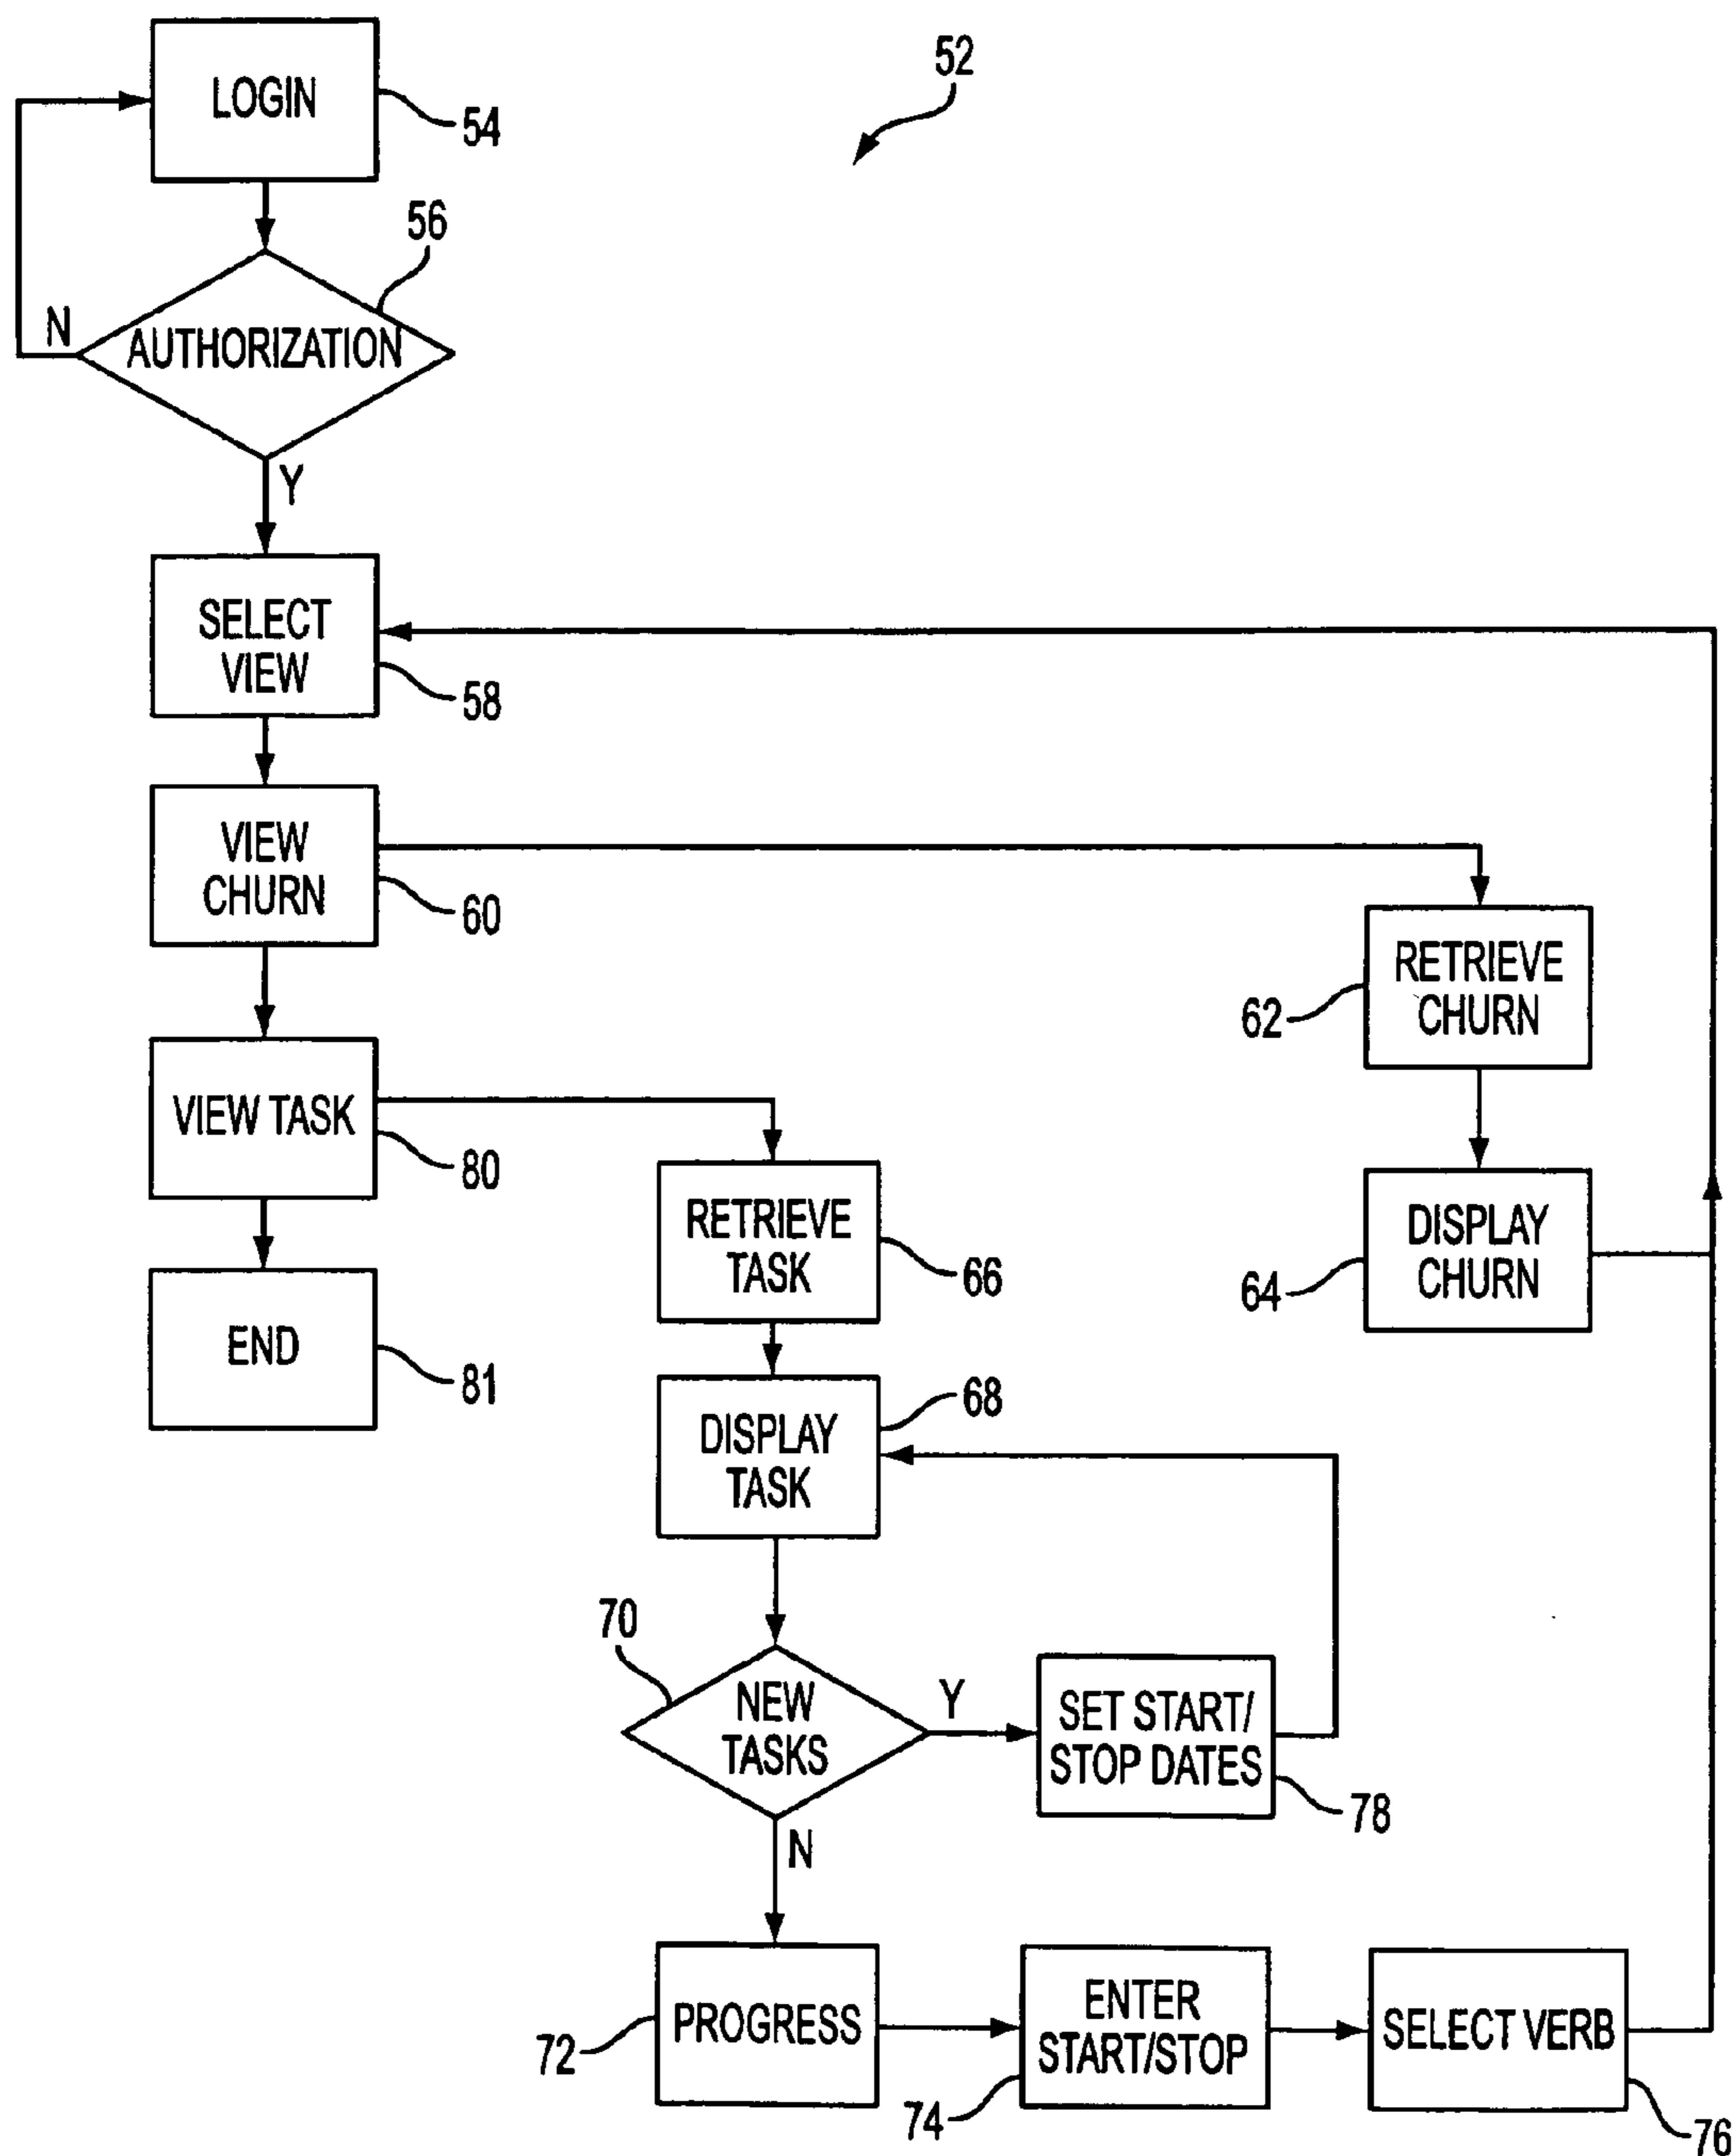 52
LOGIN
54
56
N
AUTHORIZATION
Y
SELECT
VIEW
58
VIEW
CHURN
60
RETRIEVE
CHURN
62
VIEW TASK
80
RETRIEVE
TASK
66
DISPLAY
CHURN
64
END
81
68
DISPLAY
TASK
70
NEW
TASKS
Y
SET START/
STOP DATES
78
N
PROGRESS
72
ENTER
START/STOP
74
SELECT VERB
76